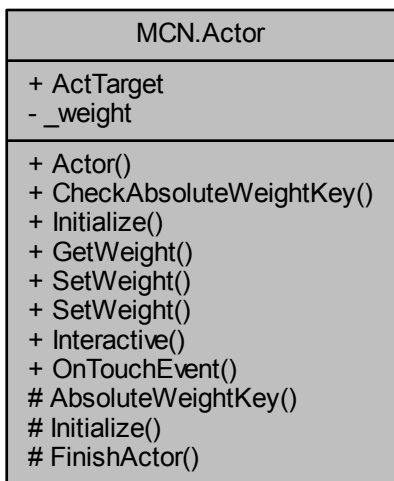 MCN.Actor
+ ActTarget
- _weight
+ Actor()
+ CheckAbsoluteWeightKey()
+ Initialize()
+ GetWeight()
+ SetWeight()
+ SetWeight()
+ Interactive()
+ OnTouchEvent()
# AbsoluteWeightKey()
# Initialize()
# FinishActor()